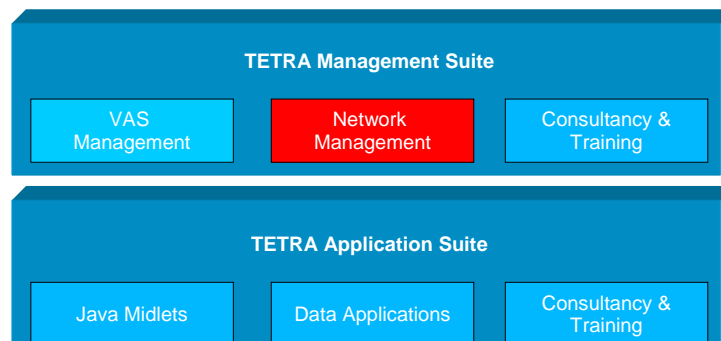 TETRA Management Suite
VAS
Management
Network
Management
Consultancy &
Training
TETRA Application Suite
Java Midlets
Data Applications
Consultancy &
Training